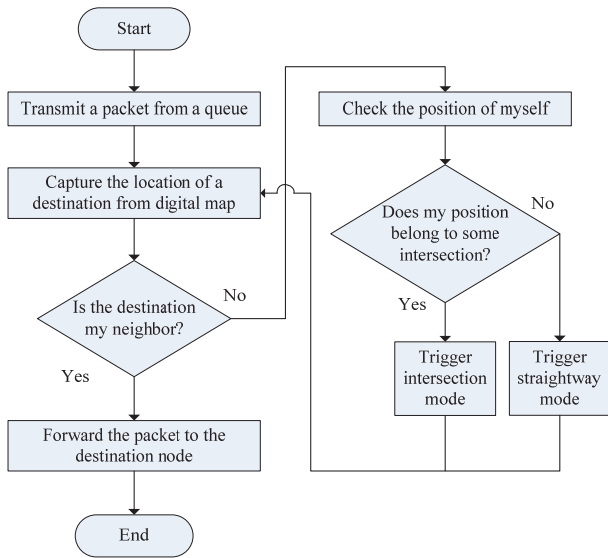 Start
Transmit a packet from a queue
Capture the location of a
destination from digital map
Is the destination
my neighbor?
No
Yes
Forward the packet to the
destination node
End
Check the position of myself
Does my position
belong to some
intersection?
No
Yes
Trigger
intersection
mode
Trigger
straightway
mode